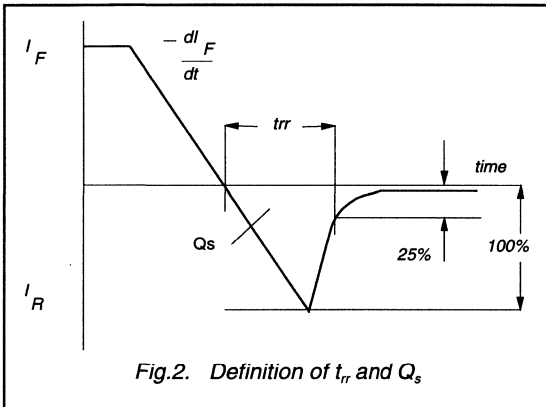 I F
- dI F
dt
trr
time
Qs
25%
100%
I R
Fig.2. Definition of trr and Qs